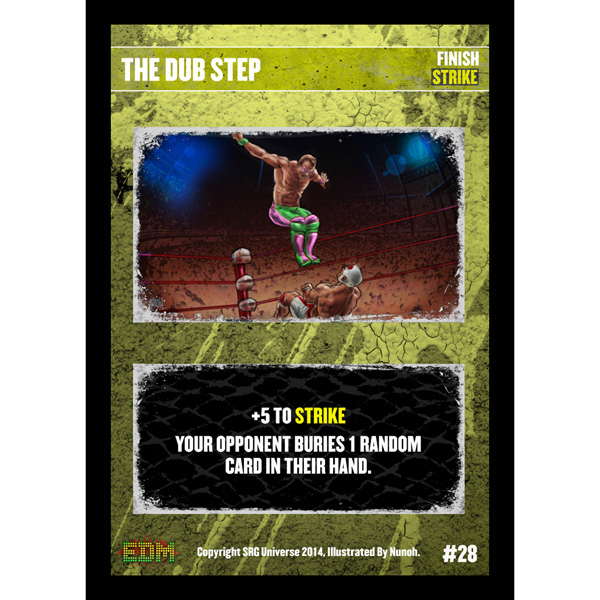 THE DUB STEP
FINISH
STRIKE
+5 TO STRIKE
YOUR OPPONENT BURIES 1 RANDOM
CARD IN THEIR HAND.
EDM
Copyright SRG Universe 2014, Illustrated By Nunoh.
#28